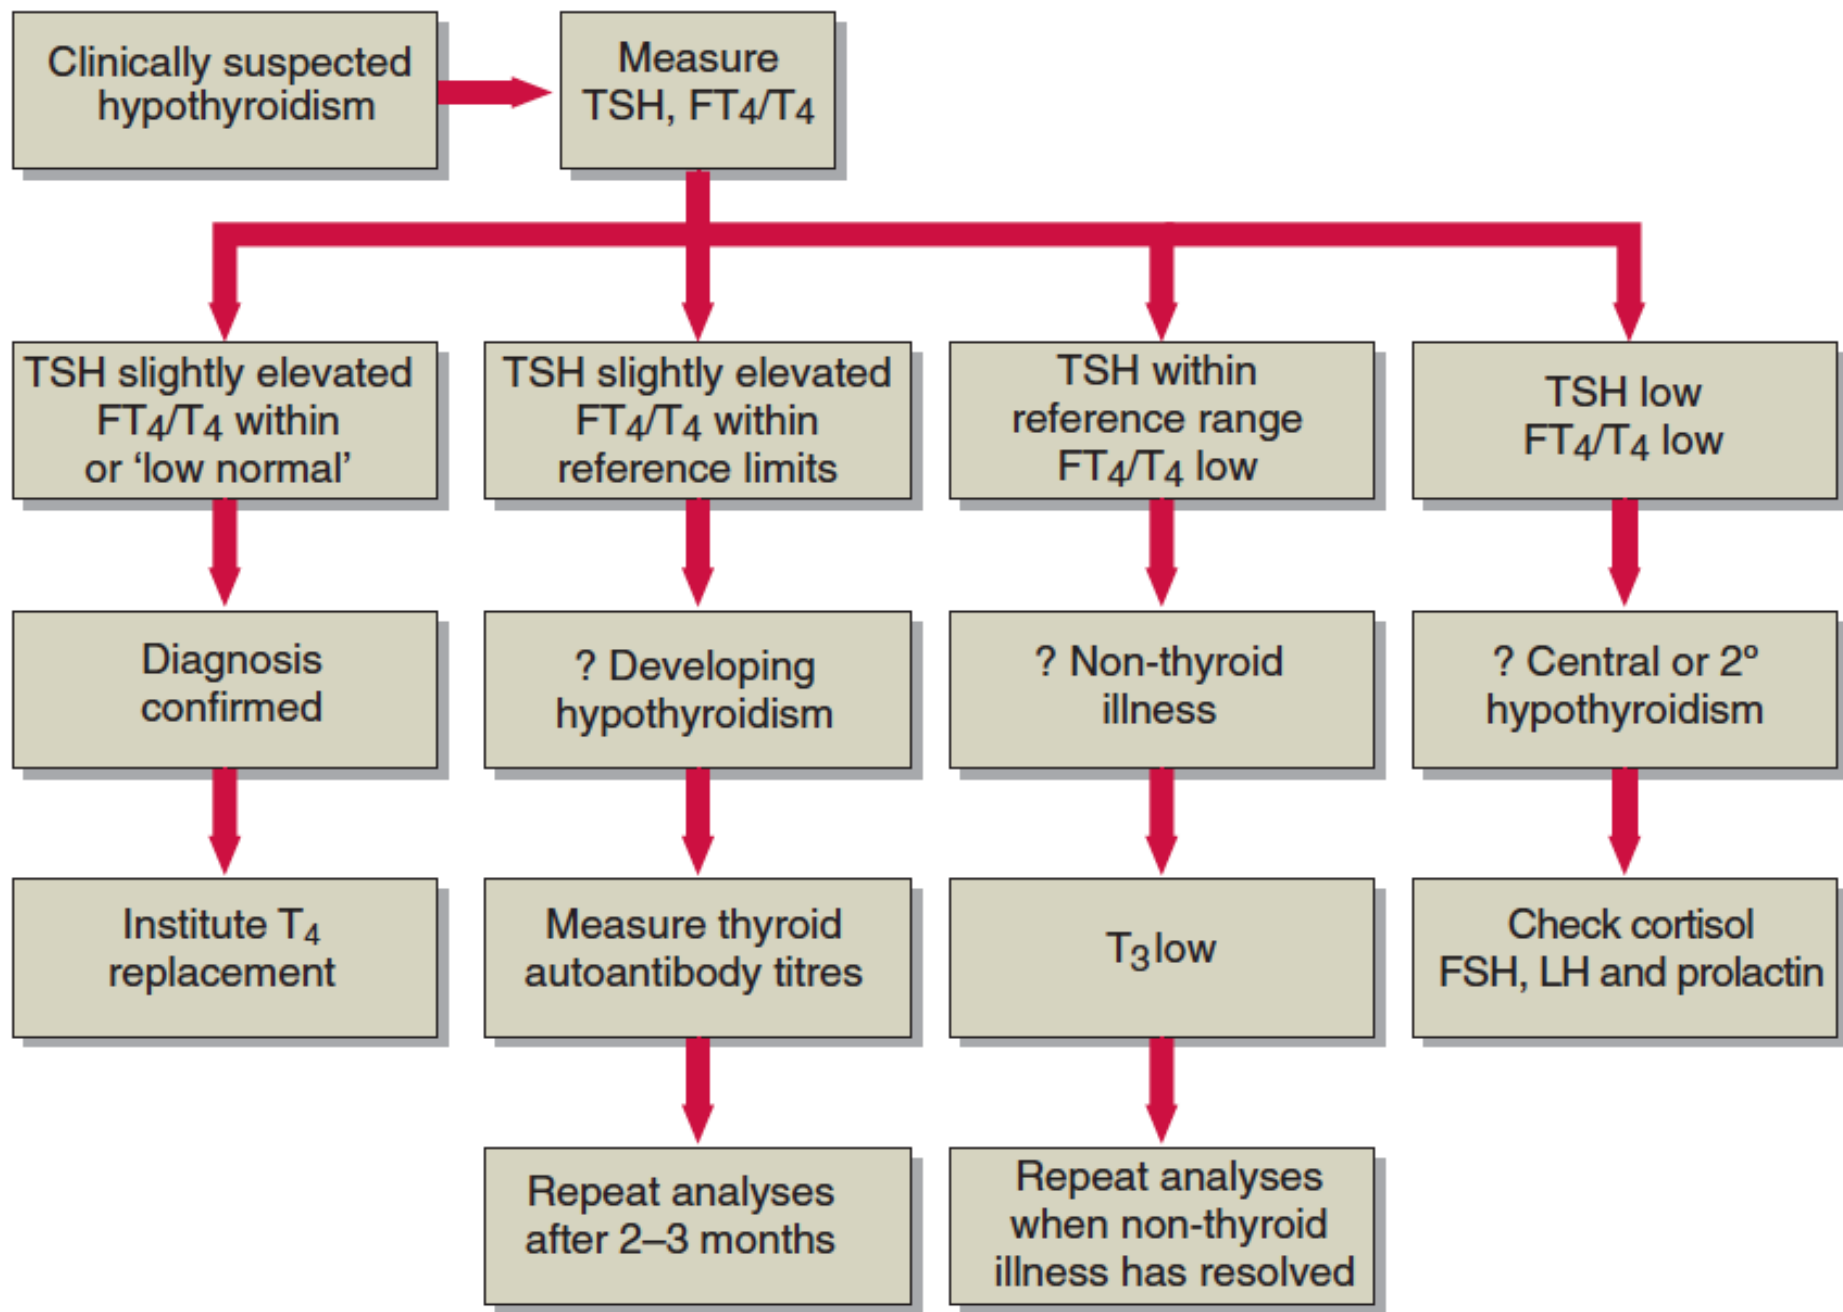 Clinically suspected
hypothyroidism
Measure
TSH, FT4/T4
TSH slightly elevated
FT4/T4 within
or ‘low normal’
TSH slightly elevated
FT4/T4 within
reference limits
TSH within
reference range
FT4/T4 low
TSH low
FT4/T4 low
Diagnosis
confirmed
? Developing
hypothyroidism
? Non-thyroid
illness
? Central or 2º
hypothyroidism
Institute T4
replacement
Measure thyroid
autoantibody titres
T3 low
Check cortisol
FSH, LH and prolactin
Repeat analyses
after 2–3 months
Repeat analyses
when non-thyroid
illness has resolved